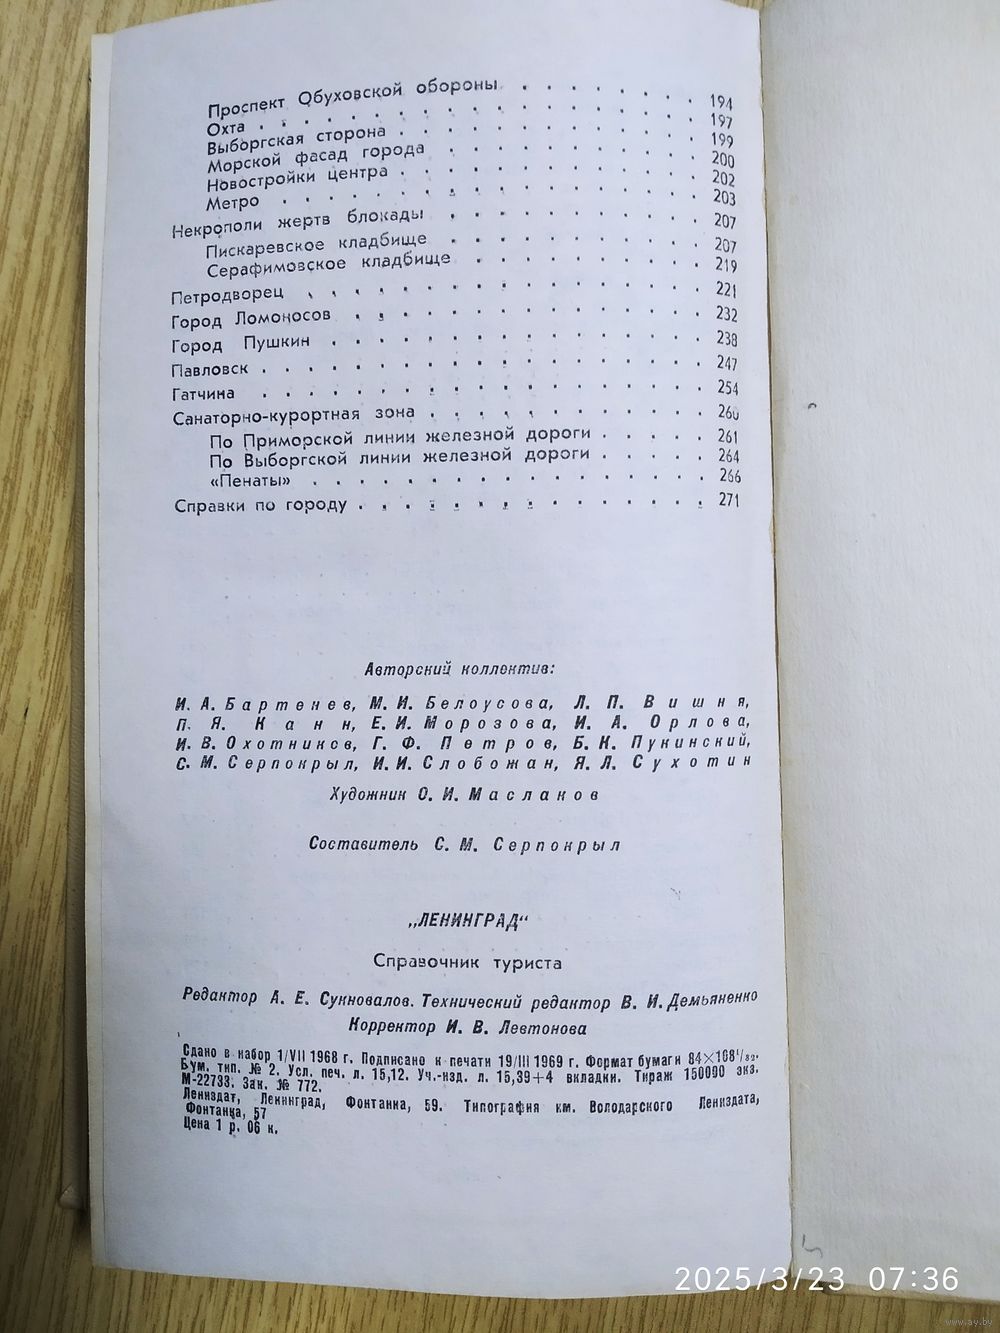 Проспект Обуховской обороны . . . . . . . . 194
Охта . . . . . . . . . . . . . . . . . . 197
Выборгская сторона . . . . . . . . . . . . 199
Морской фасад города . . . . . . . . . . . 200
Новостройки центра . . . . . . . . . . . . 202
Метро . . . . . . . . . . . . . . . . . 203
Некрополи жертв блокады . . . . . . . . . . . 207
Пискаревское кладбище . . . . . . . . . . 207
Серафимовское кладбище . . . . . . . . . . 219
Петродворец . . . . . . . . . . . . . . . . 221
Город Ломоносов . . . . . . . . . . . . . . 232
Город Пушкин . . . . . . . . . . . . . . . 238
Павловск . . . . . . . . . . . . . . . . . 247
Гатчина . . . . . . . . . . . . . . . . . 254
Санаторно-курортная зона . . . . . . . . . . . 260
По Приморской линии железной дороги . . . . . 261
По Выборгской линии железной дороги . . . . . 264
«Пенаты» . . . . . . . . . . . . . . . 266
Справки по городу . . . . . . . . . . . . . 271
Авторский коллектив:
И. А. Бартенев, М. И. Белоусова, Л. П. Вишня,
П. Я. Канн, Е. И. Морозова, И. А. Орлова,
И. В. Охотников, Г. Ф. Петров, Б. К. Пукинский,
С. М. Серпокрыл, И. И. Слобожан, Я. Л. Сухотин
Художник О. И. Маслаков
Составитель С. М. Серпокрыл
„ЛЕНИНГРАД“
Справочник туриста
Редактор А. Е. Сукновалов. Технический редактор В. И. Демьяненко
Корректор И. В. Левтонова
Сдано в набор 1/VII 1968 г. Подписано к печати 19/III 1969 г. Формат бумаги 84×108¹/₃₂.
Бум. тип. № 2. Усл. печ. л. 15,12. Уч.-изд. л. 15,39+4 вкладки. Тираж 150000 экз.
М-22733. Зак. № 772.
Лениздат, Ленинград, Фонтанка, 59. Типография им. Володарского Лениздата,
Фонтанка, 57
Цена 1 р. 06 к.
2025/3/23 07:36
www.ay.by